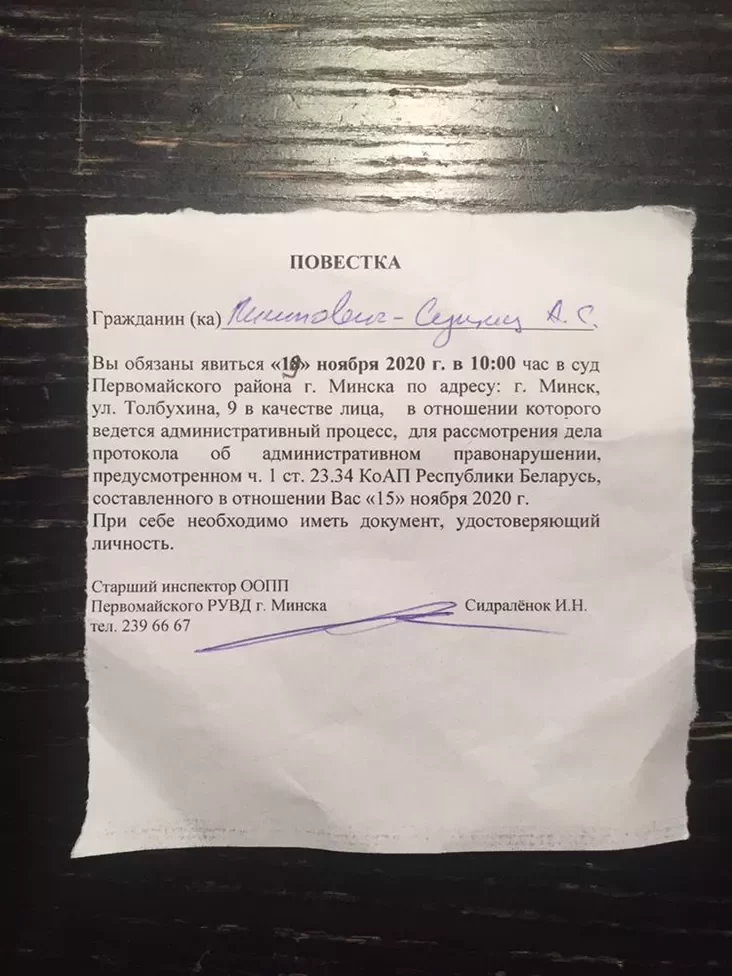 ПОВЕСТКА
Гражданин (ка) А. С.
Вы обязаны явиться «19» ноября 2020 г. в 10:00 час в суд
Первомайского района г. Минска по адресу: г. Минск,
ул. Толбухина, 9 в качестве лица, в отношении которого
ведется административный процесс, для рассмотрения дела
протокола об административном правонарушении,
предусмотренном ч. 1 ст. 23.34 КоАП Республики Беларусь,
составленного в отношении Вас «15» ноября 2020 г.
При себе необходимо иметь документ, удостоверяющий
личность.
Старший инспектор ООПП
Первомайского РУВД г. Минска Сидралёнок И.Н.
тел. 239 66 67